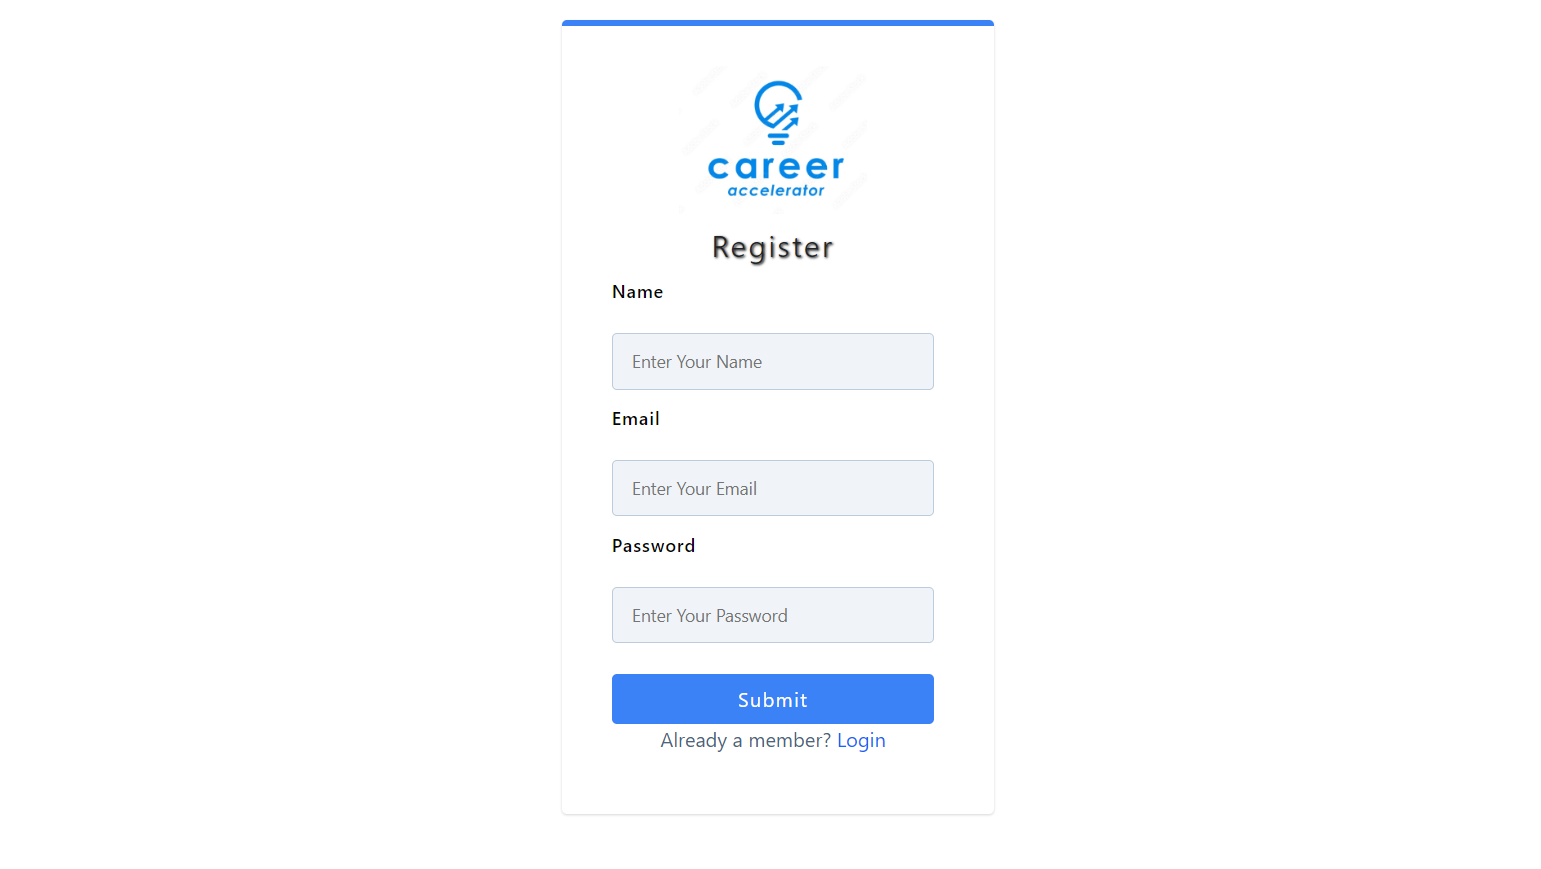 career
accelerator
Register
Name
Enter Your Name
Email
Enter Your Email
Password
Enter Your Password
Submit
Already a member? Login